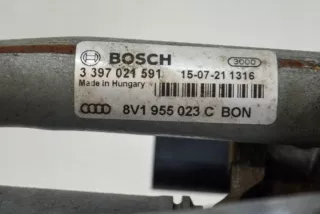 BOSCH
3 397 021 591 15-07-21 1316
Made in Hungary
8V1 955 023 C BON